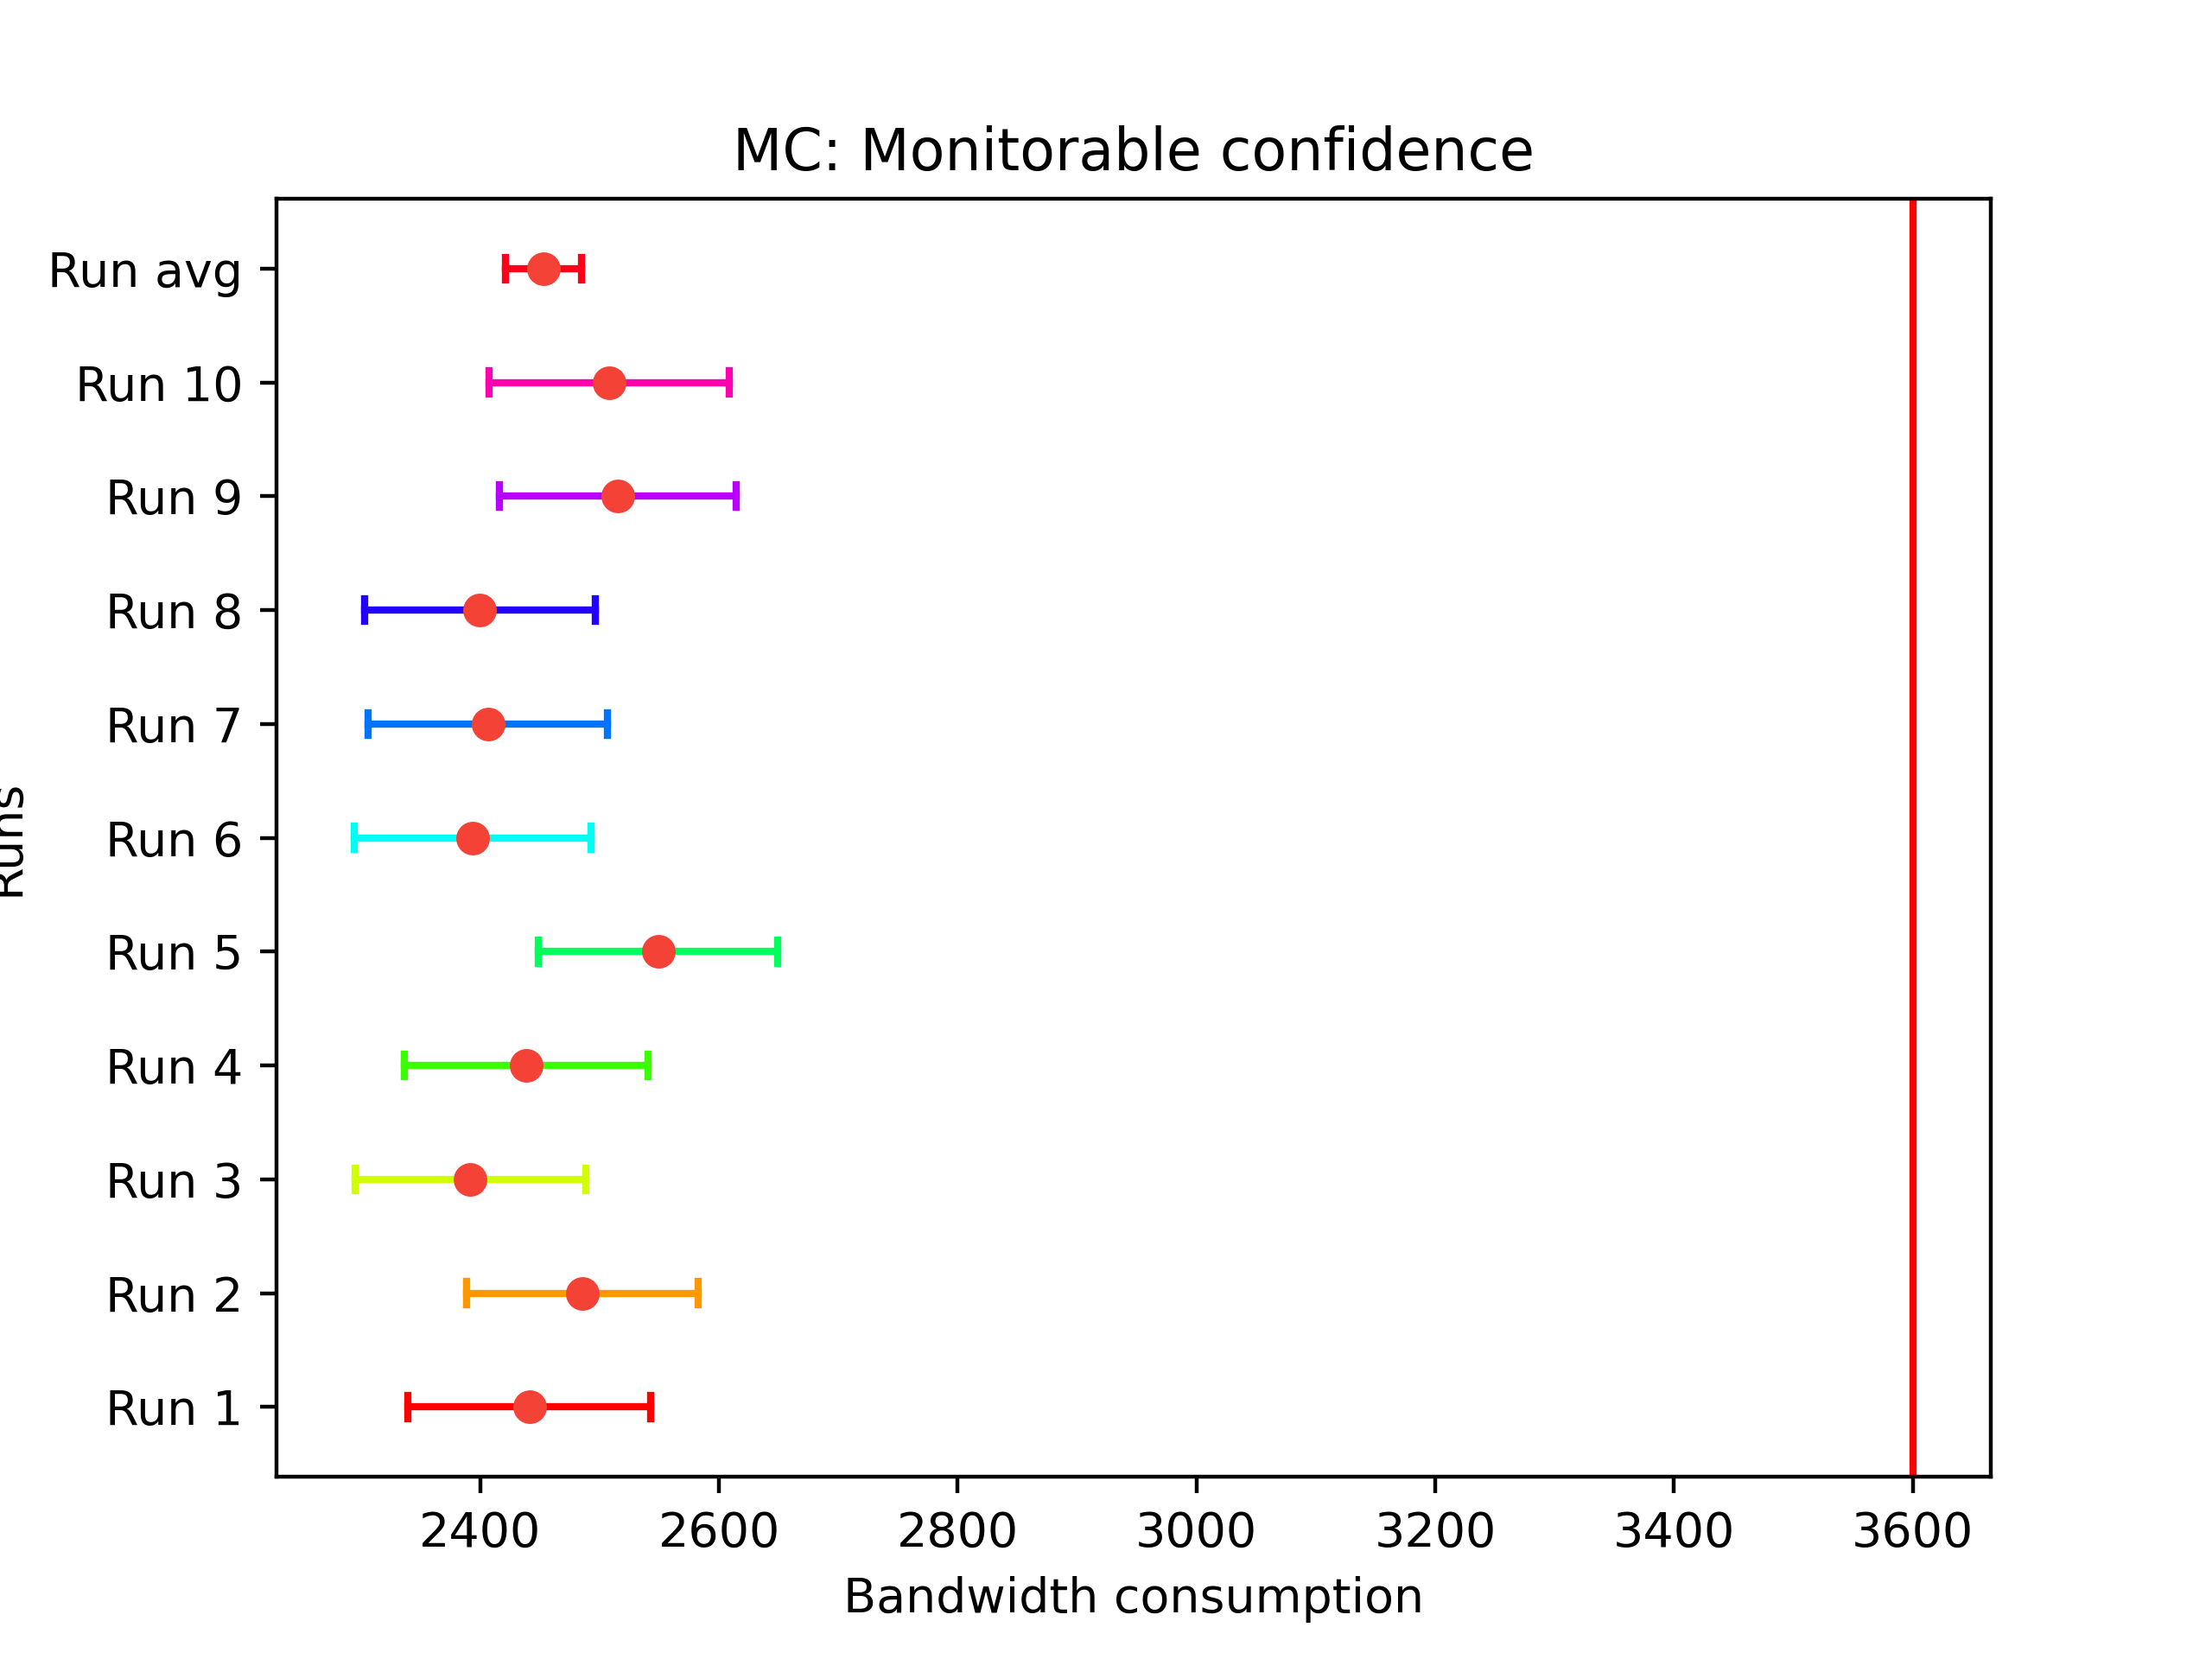 MC: Monitorable confidence
Run avg
Run 10
Run 9
Run 8
Run 7
Run 6
Run 5
Run 4
Run 3
Run 2
Run 1
Runs
2400 2600 2800 3000 3200 3400 3600
Bandwidth consumption